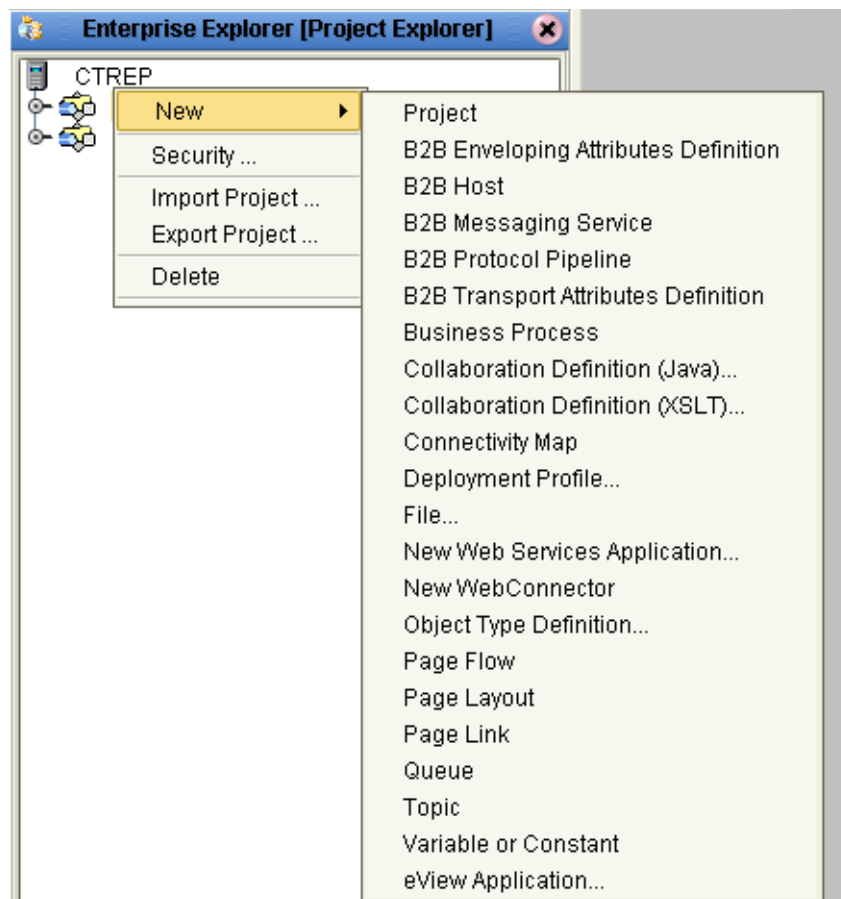 Enterprise Explorer [Project Explorer]
CTREP
New
Security ...
Import Project ...
Export Project ...
Delete
Project
B2B Enveloping Attributes Definition
B2B Host
B2B Messaging Service
B2B Protocol Pipeline
B2B Transport Attributes Definition
Business Process
Collaboration Definition (Java)...
Collaboration Definition (XSLT)...
Connectivity Map
Deployment Profile...
File...
New Web Services Application...
New WebConnector
Object Type Definition...
Page Flow
Page Layout
Page Link
Queue
Topic
Variable or Constant
eView Application...